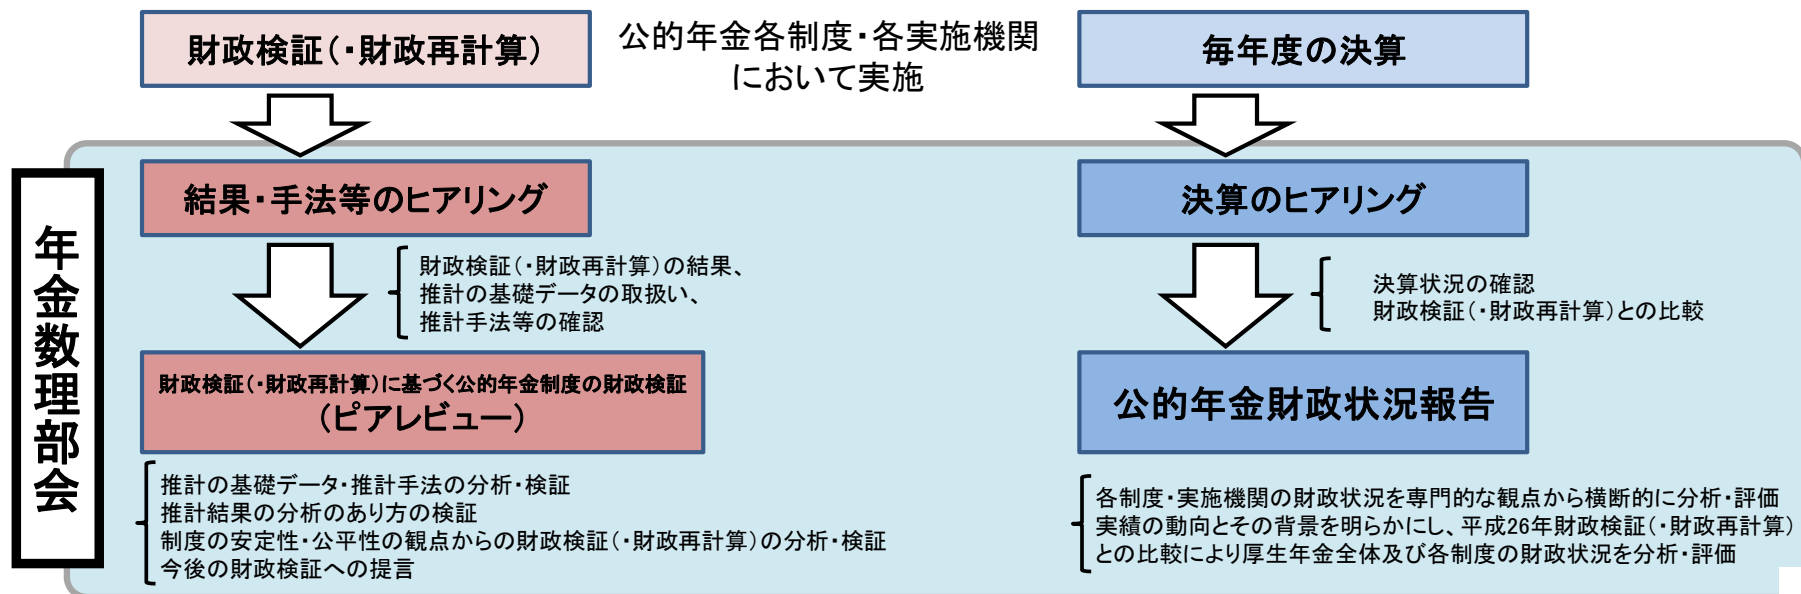 財政検証(・財政再計算)
公的年金各制度・各実施機関
において実施
毎年度の決算
年金数理部会
結果・手法等のヒアリング
財政検証(・財政再計算)の結果、
推計の基礎データの取扱い、
推計手法等の確認
財政検証(・財政再計算)に基づく公的年金制度の財政検証
(ピアレビュー)
推計の基礎データ・推計手法の分析・検証
推計結果の分析のあり方の検証
制度の安定性・公平性の観点からの財政検証(・財政再計算)の分析・検証
今後の財政検証への提言
決算のヒアリング
決算状況の確認
財政検証(・財政再計算)との比較
公的年金財政状況報告
各制度・実施機関の財政状況を専門的な観点から横断的に分析・評価
実績の動向とその背景を明らかにし、平成26年財政検証(・財政再計算)
との比較により厚生年金全体及び各制度の財政状況を分析・評価